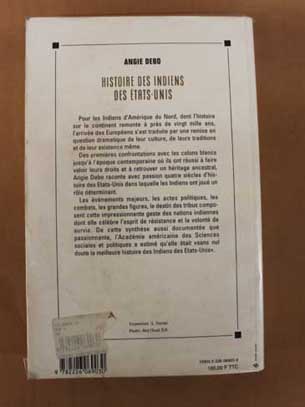 ANGIE DEBO
HISTOIRE DES INDIENS
DES ÉTATS-UNIS
Pour les Indiens d'Amérique du Nord, dont l'histoire
sur le continent remonte à près de vingt mille ans,
l'arrivée des Européens s'est traduite par une remise en
question dramatique de leur culture, de leurs traditions
et de leur existence même.
Des premières confrontations avec les colons blancs
jusqu'à l'époque contemporaine où ils ont réussi à faire
valoir leurs droits et à retrouver un héritage ancestral,
Angie Debo raconte avec passion quatre siècles d'his-
toire des Etats-Unis dans laquelle les Indiens ont joué un
rôle déterminant.
Les événements majeurs, les actes politiques, les
combats, les grandes figures, le destin des tribus compo-
sent cette impressionnante geste des nations indiennes
dont elle célèbre l'esprit de résistance et la volonté de
survie. De cette synthèse aussi documentée que
passionnante, l'Académie américaine des Sciences
sociales et politiques a estimé qu'elle était «sans nul
doute la meilleure histoire des Indiens des Etats-Unis».
180,00 F TTC
9 782226 069030